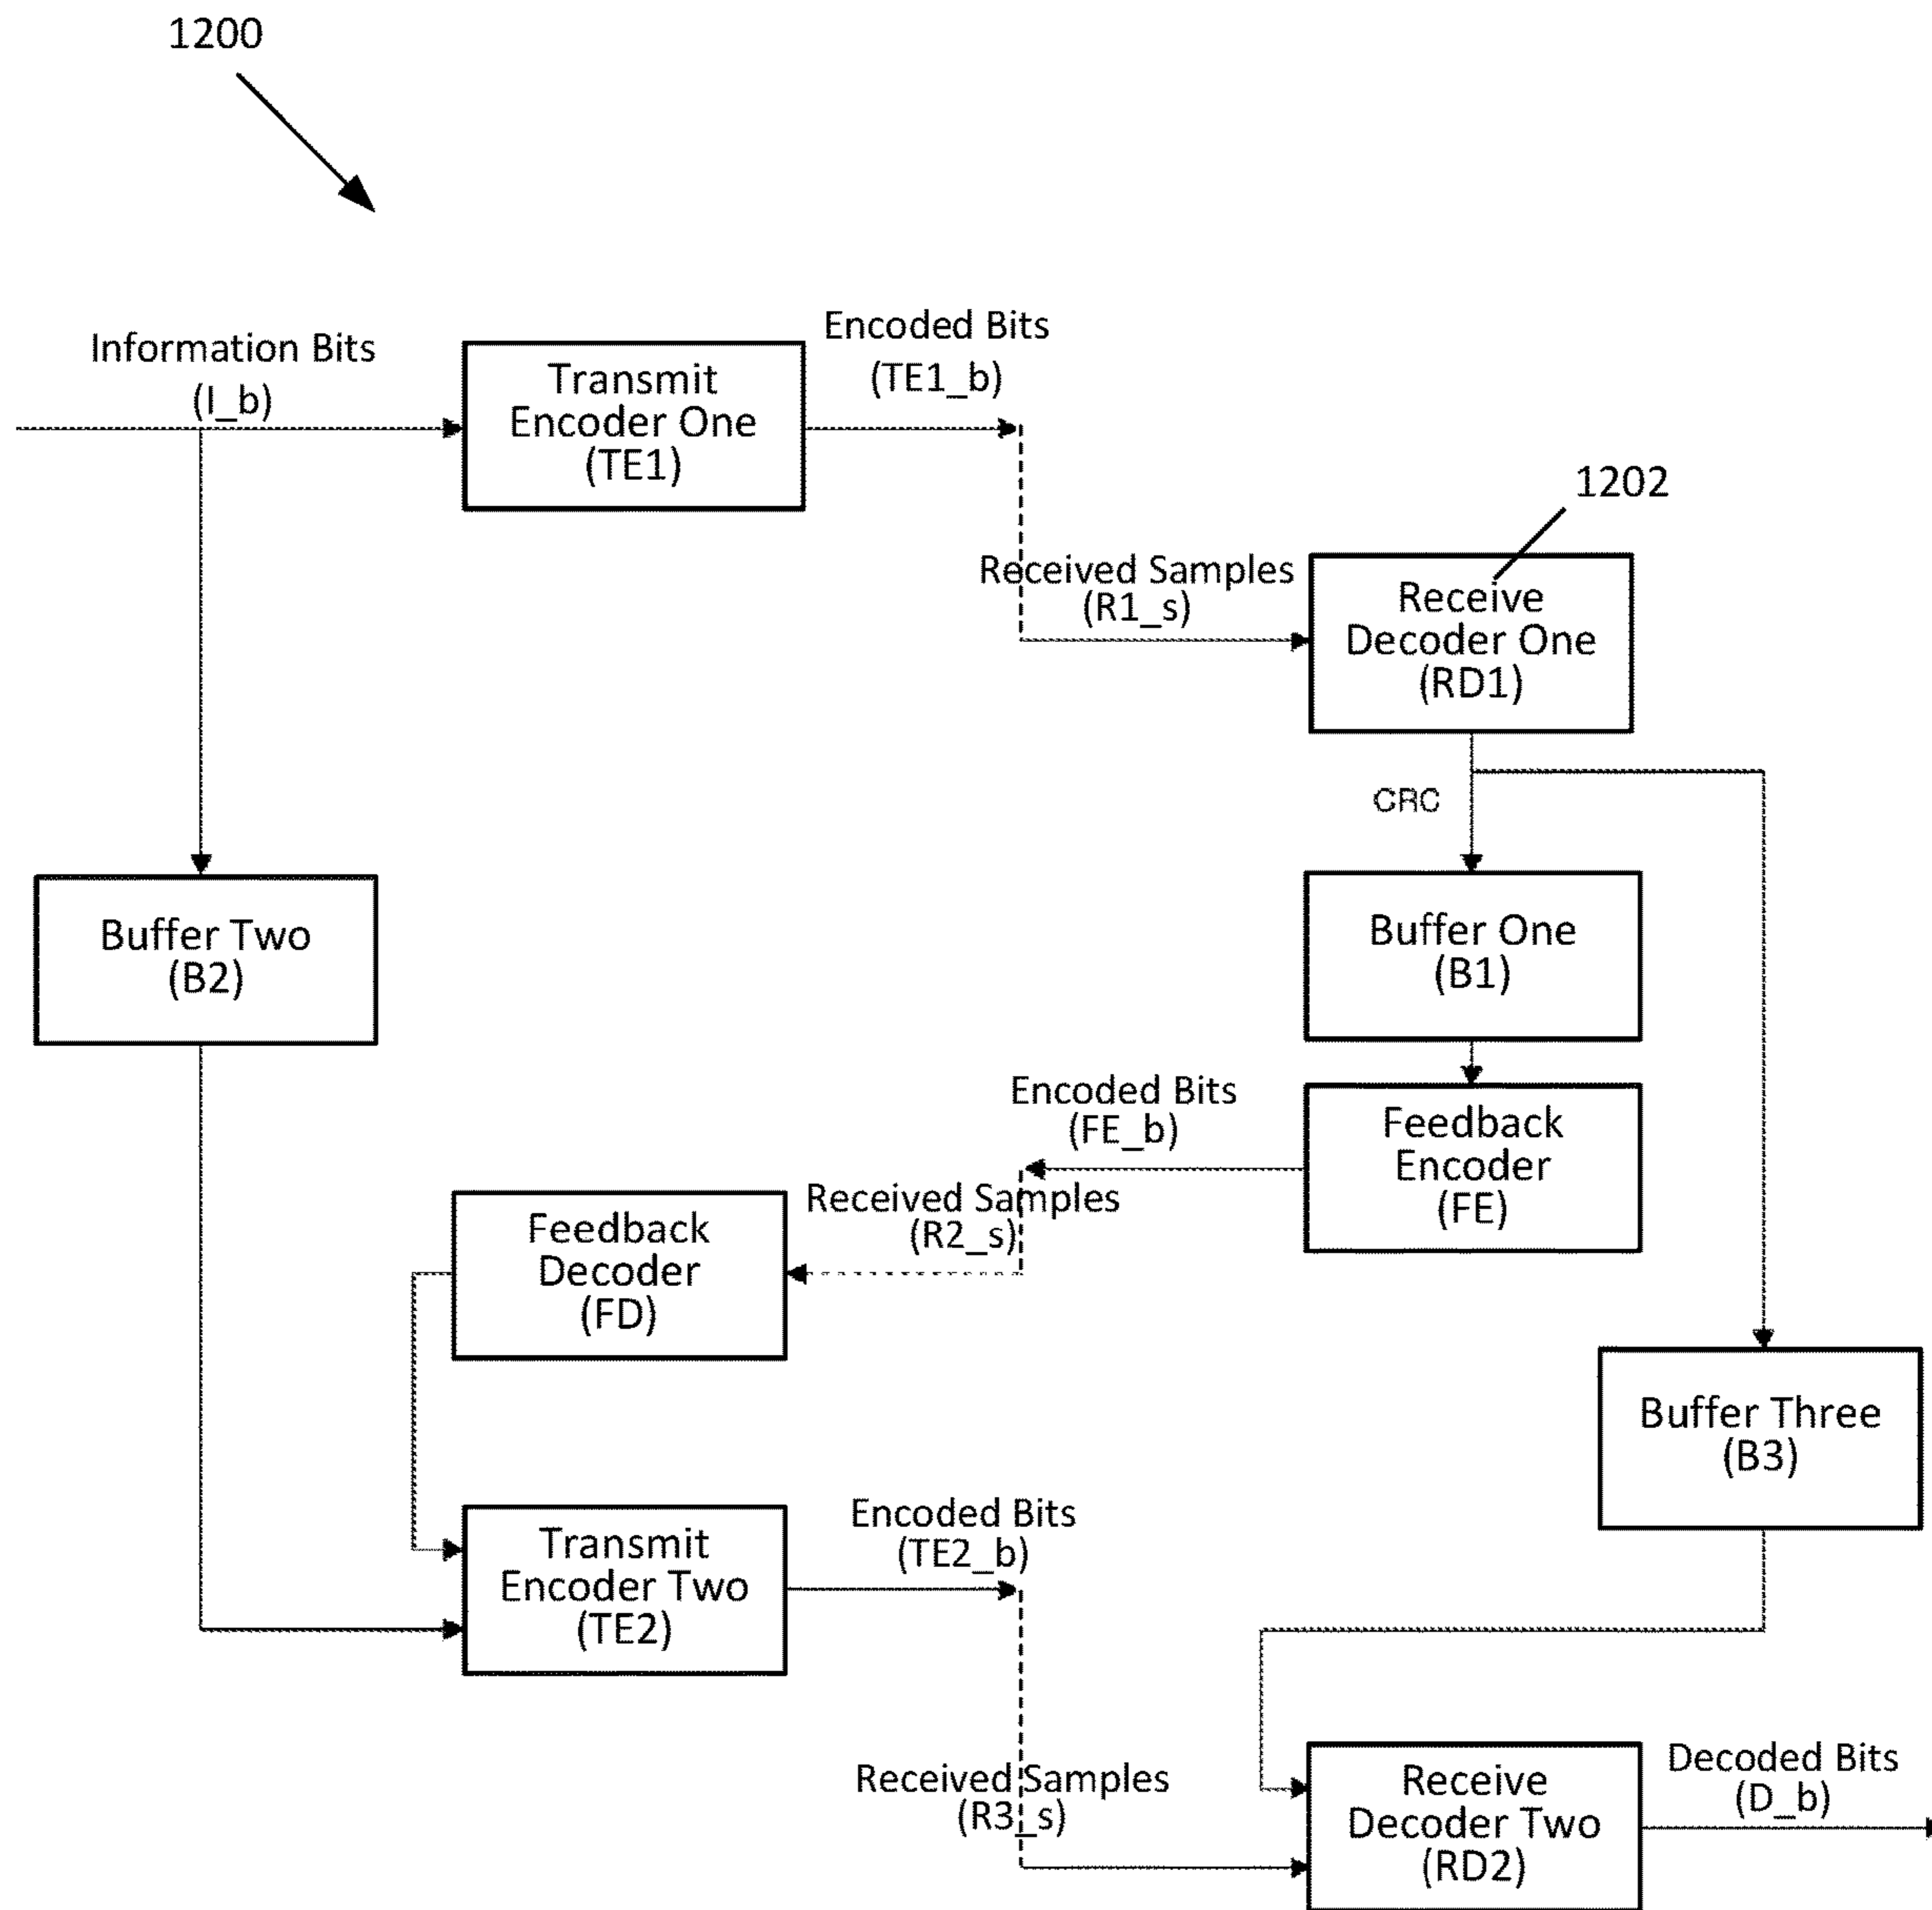 1200
Information Bits
(I_b)
Transmit
Encoder One
(TE1)
Encoded Bits
(TE1_b)
1202
Received Samples
(R1_s)
Receive
Decoder One
(RD1)
CRC
Buffer Two
(B2)
Buffer One
(B1)
Encoded Bits
(FE_b)
Feedback
Encoder
(FE)
Received Samples
(R2_s)
Feedback
Decoder
(FD)
Buffer Three
(B3)
Transmit
Encoder Two
(TE2)
Encoded Bits
(TE2_b)
Received Samples
(R3_s)
Receive
Decoder Two
(RD2)
Decoded Bits
(D_b)